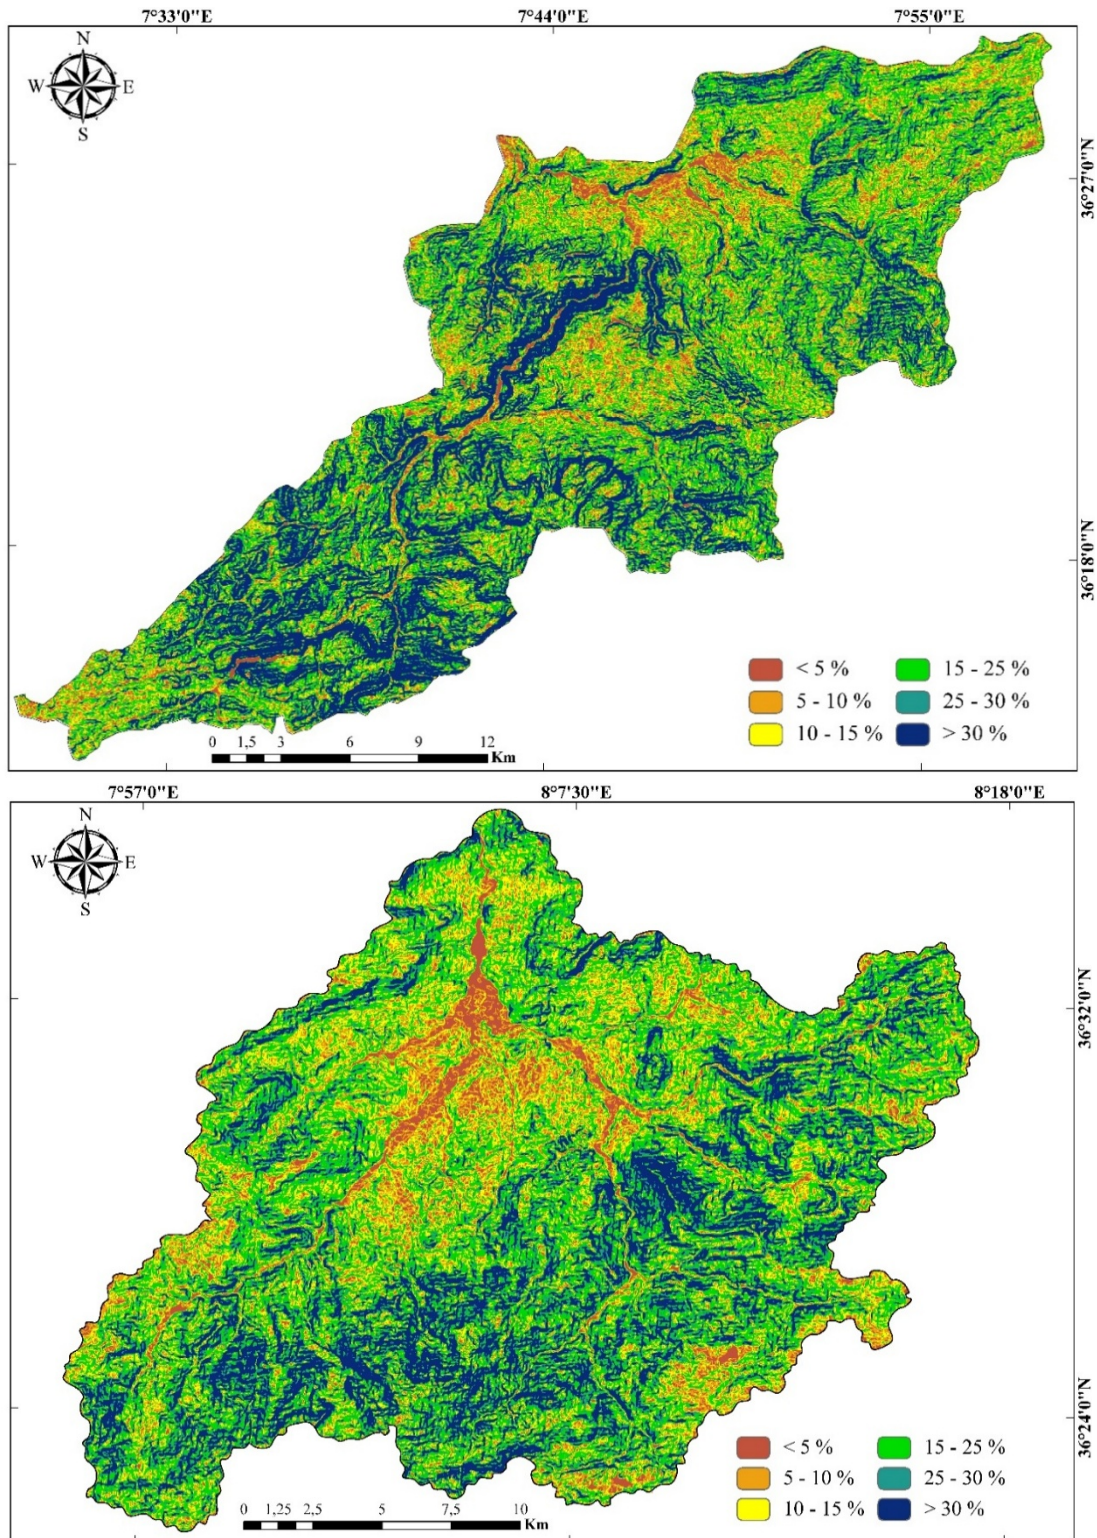 7°33'0"E 7°44'0"E 7°55'0"E
N
W E
S
36°27'0"N
36°18'0"N
< 5 % 15 - 25 %
5 - 10 % 25 - 30 %
10 - 15 % > 30 %
0 1,5 3 6 9 12
Km
7°57'0"E 8°7'30"E 8°18'0"E
N
W E
S
36°32'0"N
36°24'0"N
< 5 % 15 - 25 %
5 - 10 % 25 - 30 %
10 - 15 % > 30 %
0 1,25 2,5 5 7,5 10
Km